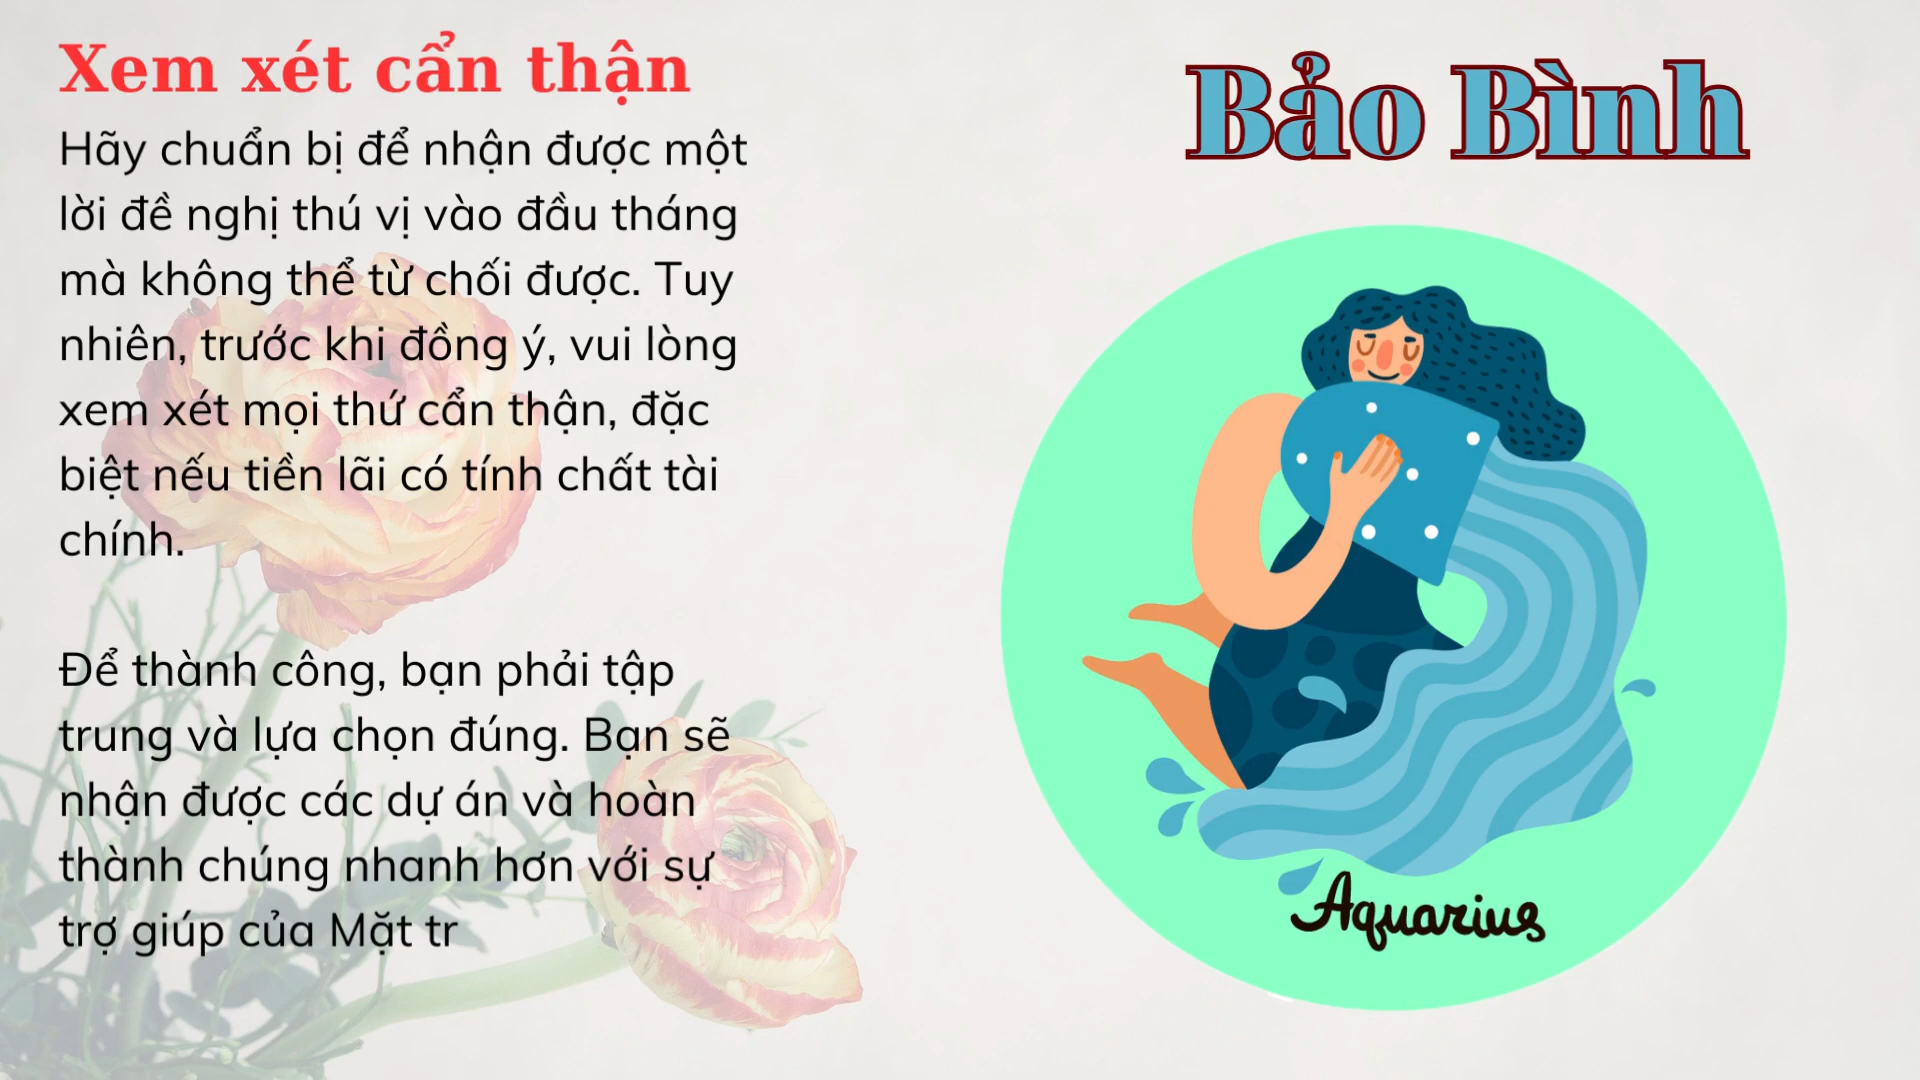 Xem xét cẩn thận
Hãy chuẩn bị để nhận được một
lời đề nghị thú vị vào đầu tháng
mà không thể từ chối được. Tuy
nhiên, trước khi đồng ý, vui lòng
xem xét mọi thứ cẩn thận, đặc
biệt nếu tiền lãi có tính chất tài
chính.
Để thành công, bạn phải tập
trung và lựa chọn đúng. Bạn sẽ
nhận được các dự án và hoàn
thành chúng nhanh hơn với sự
trợ giúp của Mặt tr
Bảo Bình
Aquarius